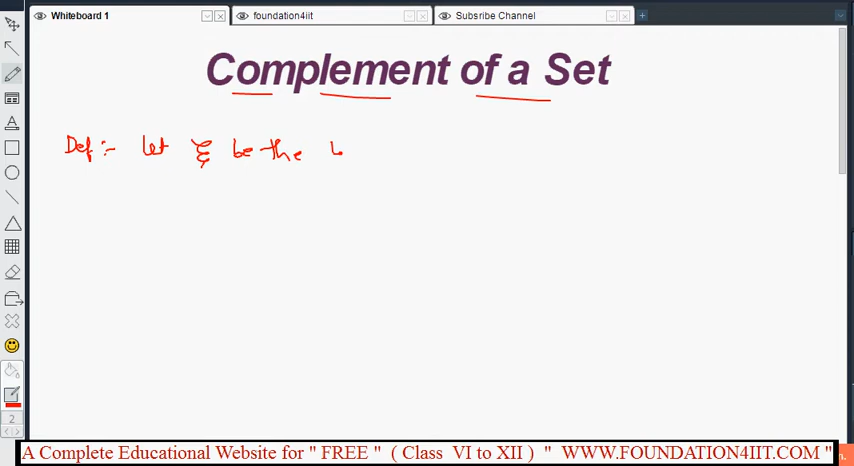 Whiteboard 1
foundation4iit
Subsribe Channel
Complement of a Set
Def :- let ξ be the
2
A Complete Educational Website for " FREE " ( Class VI to XII ) " WWW.FOUNDATION4IIT.COM "